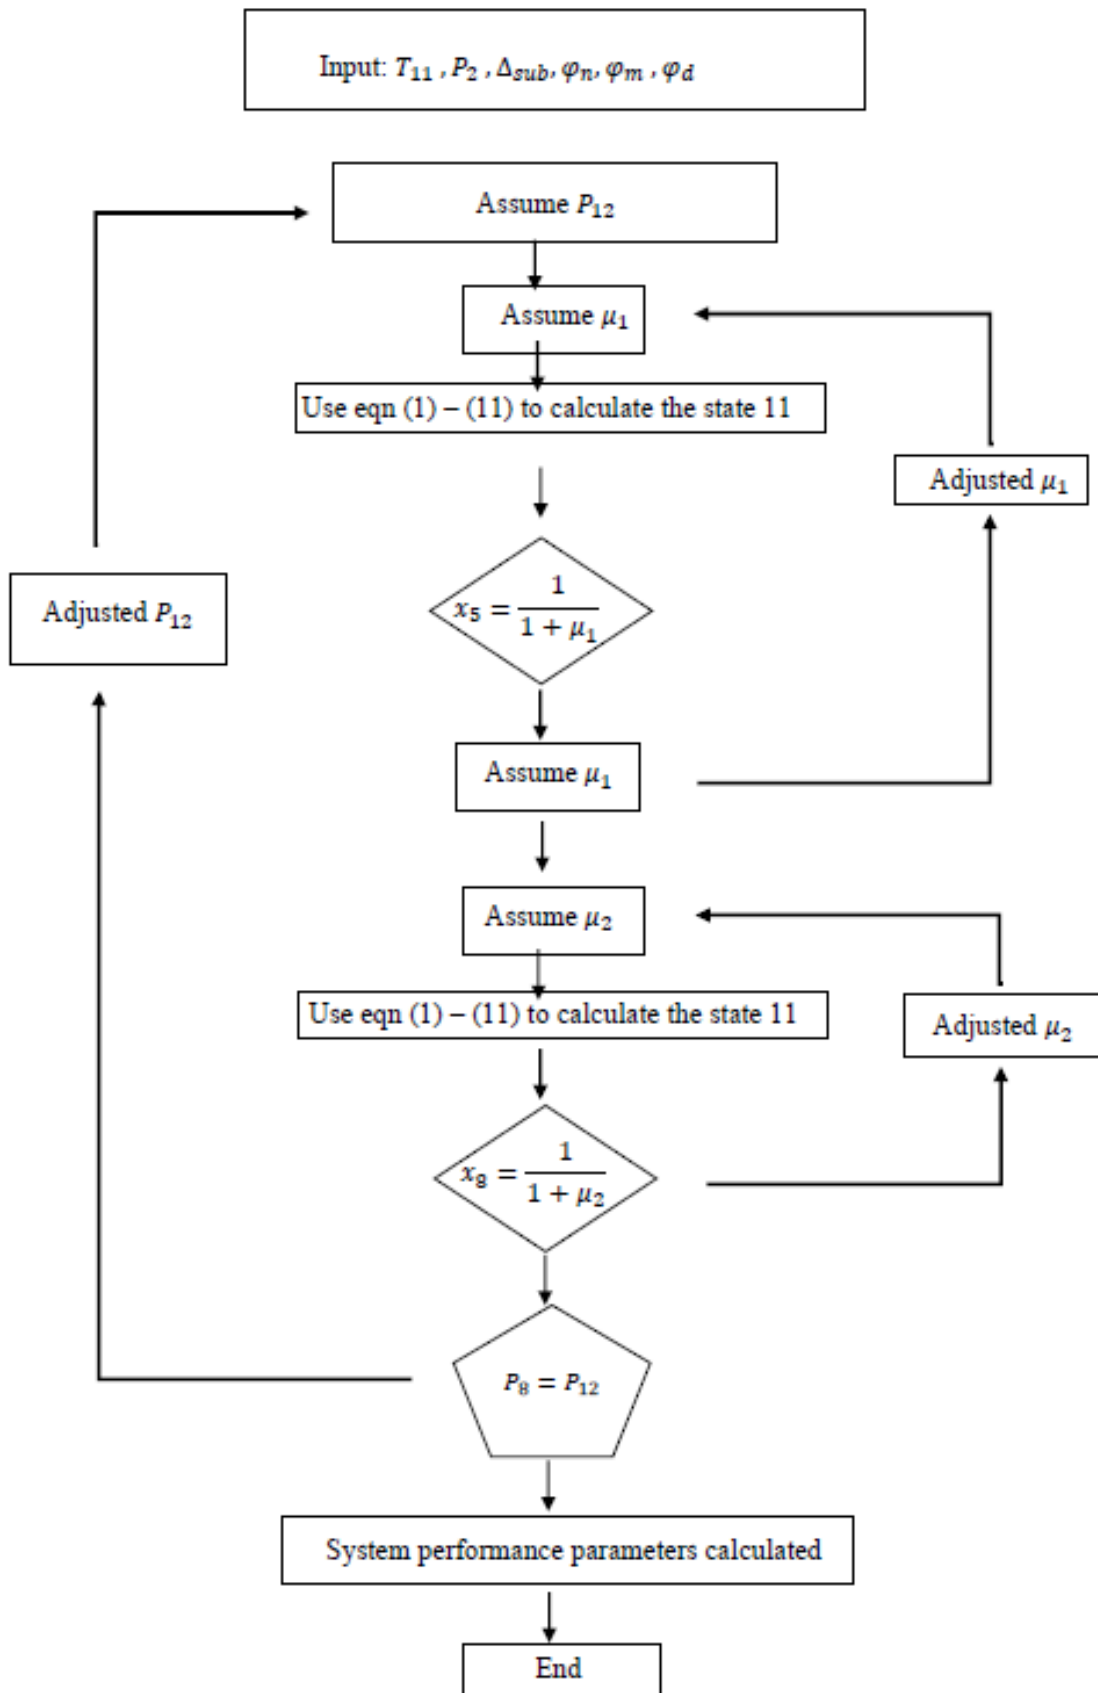 Input: T₁₁ , P₂ , Δₛᵤb, φₙ, φₘ , φd
Assume P₁₂
Assume μ₁
Use eqn (1) – (11) to calculate the state 11
Adjusted μ₁
x₅ = 1 / (1 + μ₁)
Adjusted P₁₂
Assume μ₁
Assume μ₂
Use eqn (1) – (11) to calculate the state 11
Adjusted μ₂
x₈ = 1 / (1 + μ₂)
P₈ = P₁₂
System performance parameters calculated
End